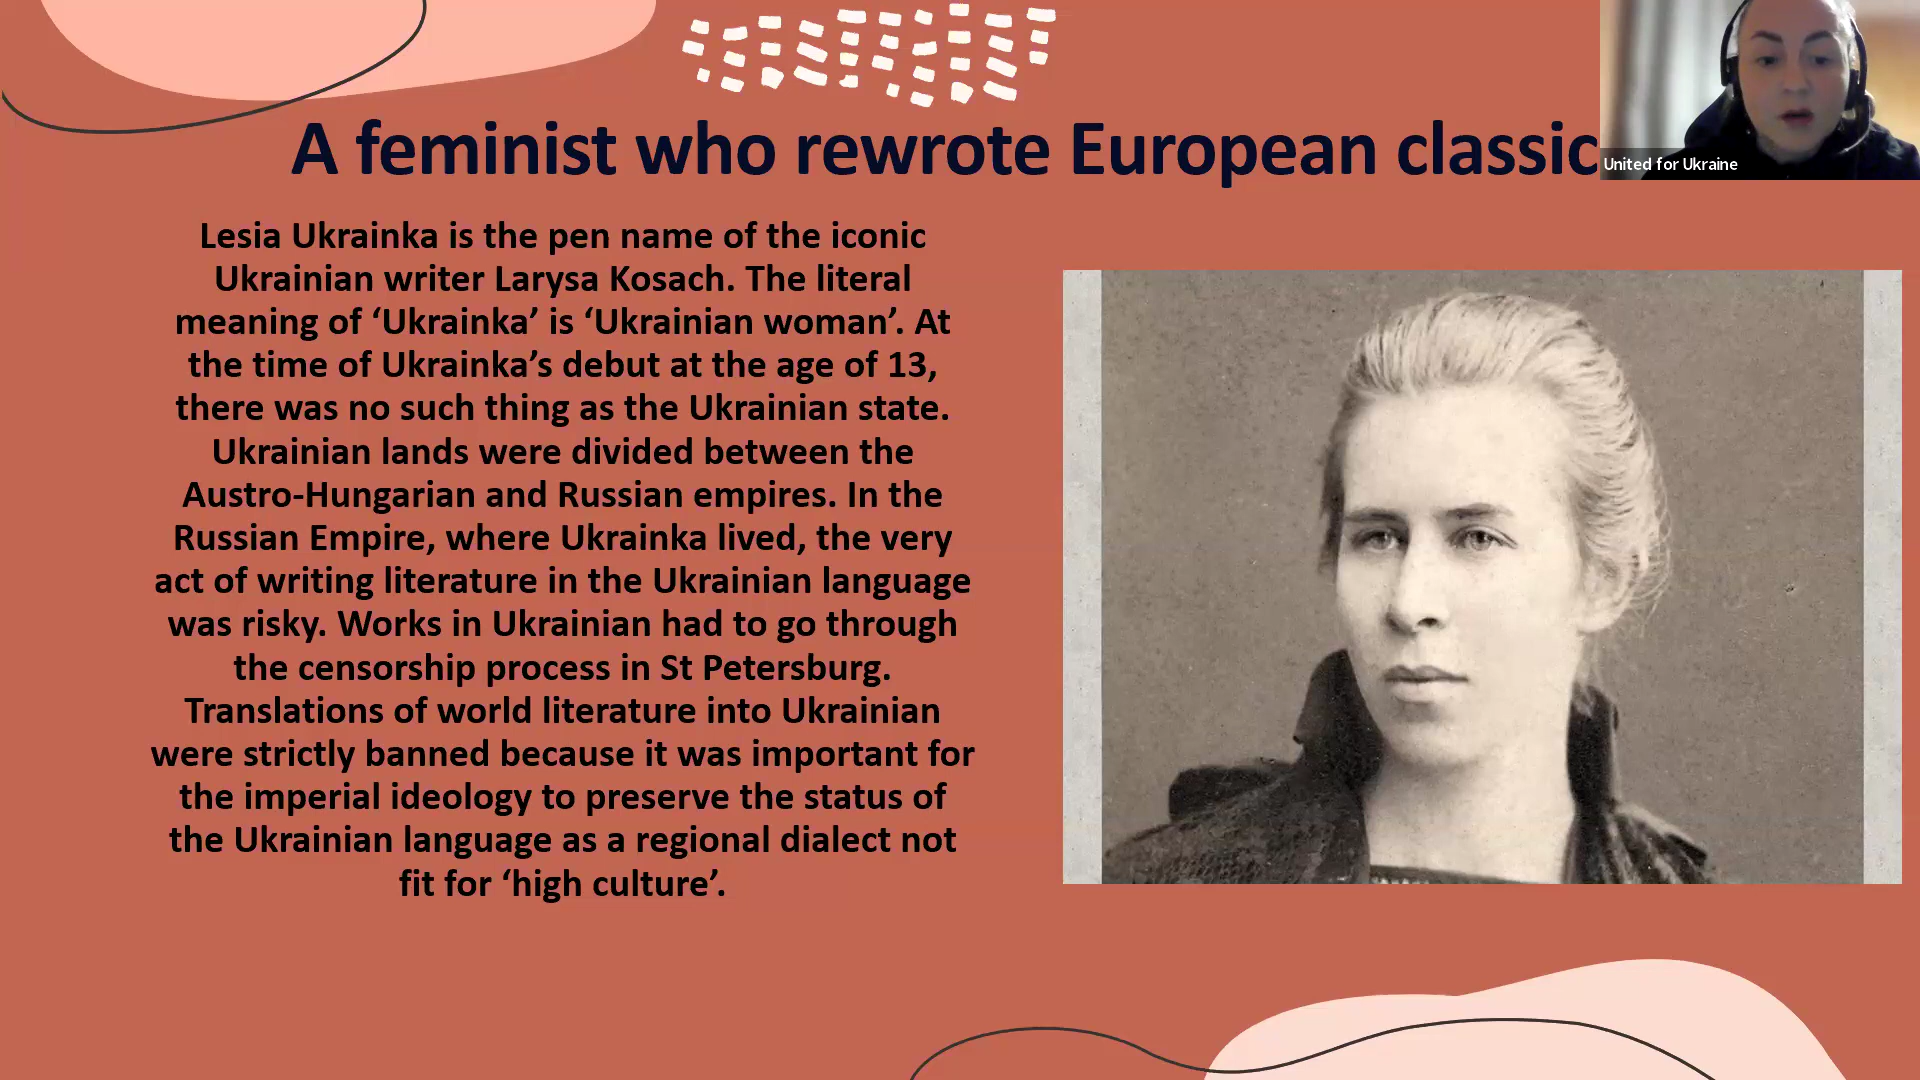 A feminist who rewrote European classic
United for Ukraine
Lesia Ukrainka is the pen name of the iconic
Ukrainian writer Larysa Kosach. The literal
meaning of ‘Ukrainka’ is ‘Ukrainian woman’. At
the time of Ukrainka’s debut at the age of 13,
there was no such thing as the Ukrainian state.
Ukrainian lands were divided between the
Austro-Hungarian and Russian empires. In the
Russian Empire, where Ukrainka lived, the very
act of writing literature in the Ukrainian language
was risky. Works in Ukrainian had to go through
the censorship process in St Petersburg.
Translations of world literature into Ukrainian
were strictly banned because it was important for
the imperial ideology to preserve the status of
the Ukrainian language as a regional dialect not
fit for ‘high culture’.